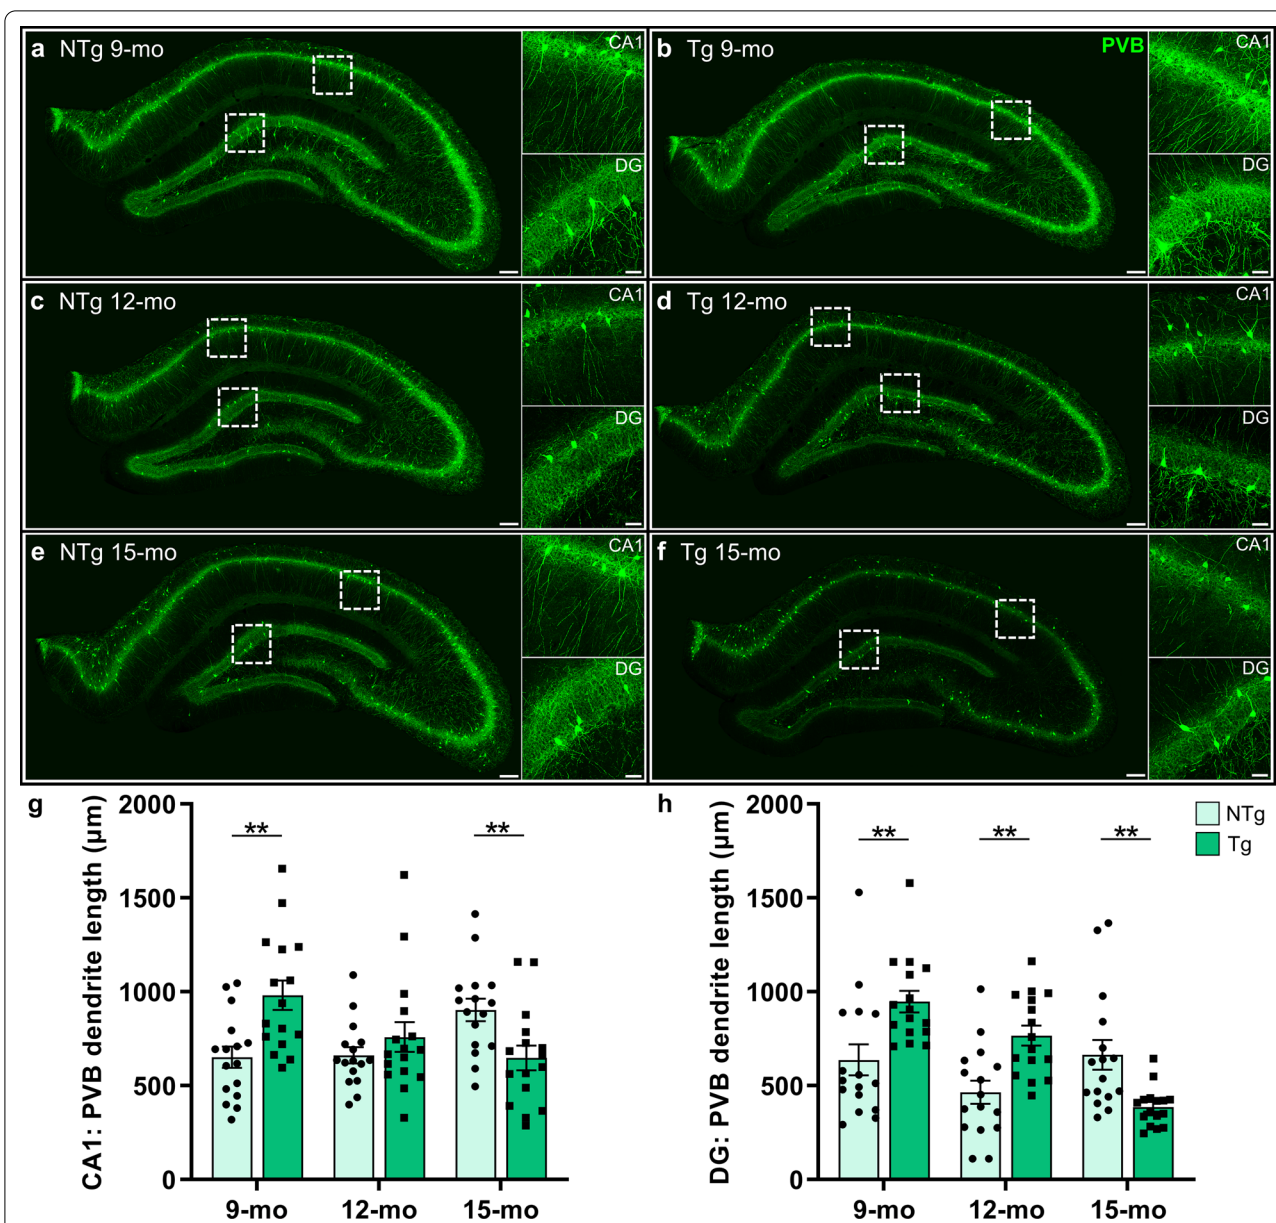 a NTg 9-mo
CA1
DG
b Tg 9-mo
PVB
CA1
DG
c NTg 12-mo
CA1
DG
d Tg 12-mo
CA1
DG
e NTg 15-mo
CA1
DG
f Tg 15-mo
CA1
DG
g
CA1: PVB dendrite length (µm)
2000
1500
1000
500
0
**
**
9-mo 12-mo 15-mo
h
DG: PVB dendrite length (µm)
2000
1500
1000
500
0
**
**
**
9-mo 12-mo 15-mo
NTg
Tg